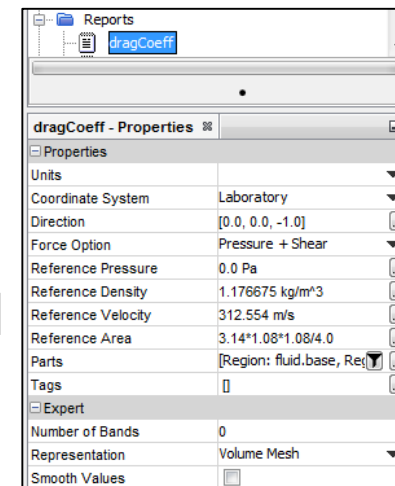 Reports
dragCoeff
dragCoeff - Properties
Properties
Units
Coordinate System Laboratory
Direction [0.0, 0.0, -1.0]
Force Option Pressure + Shear
Reference Pressure 0.0 Pa
Reference Density 1.176675 kg/m^3
Reference Velocity 312.554 m/s
Reference Area 3.14*1.08*1.08/4.0
Parts [Region: fluid.base, Reg
Tags []
Expert
Number of Bands 0
Representation Volume Mesh
Smooth Values